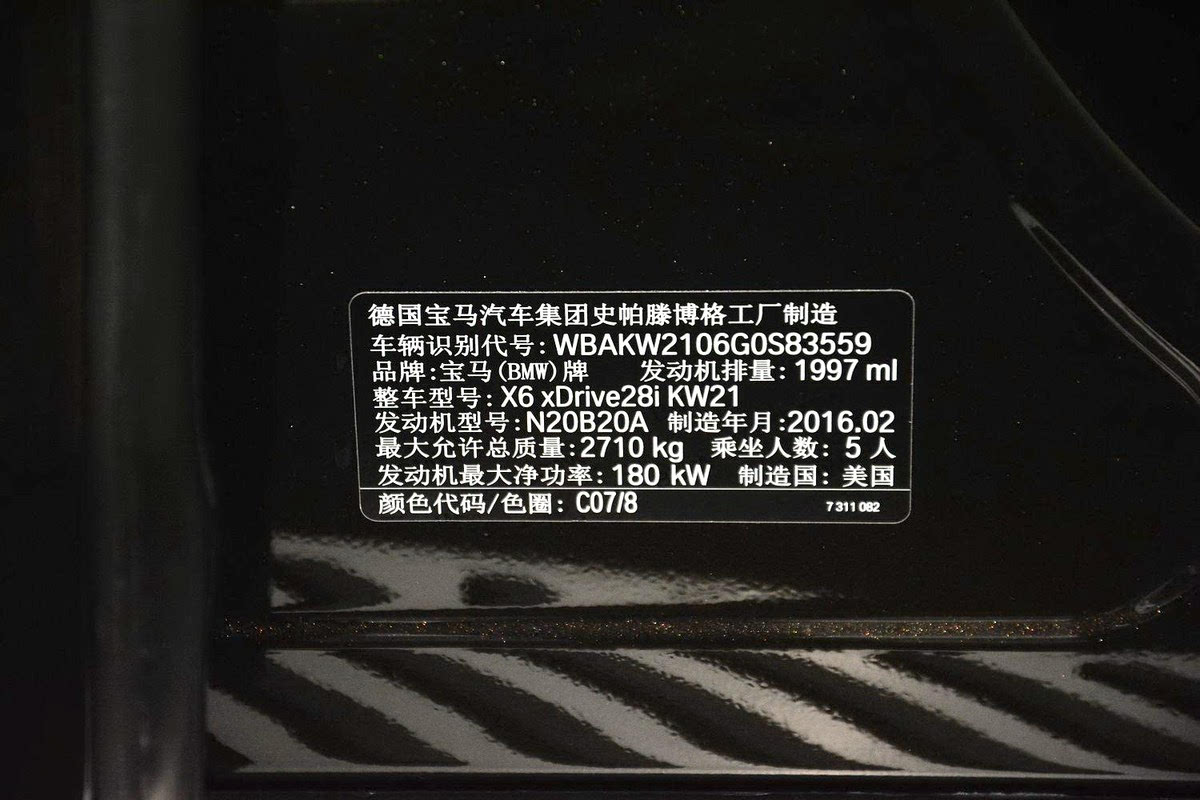 德国宝马汽车集团史帕滕博格工厂制造
车辆识别代号: WBAKW2106G0S83559
品牌:宝马(BMW)牌 发动机排量: 1997 ml
整车型号: X6 xDrive28i KW21
发动机型号: N20B20A 制造年月:2016.02
最大允许总质量:2710 kg 乘坐人数: 5 人
发动机最大净功率: 180 kW 制造国: 美国
颜色代码/色圈: C07/8 7 311 082